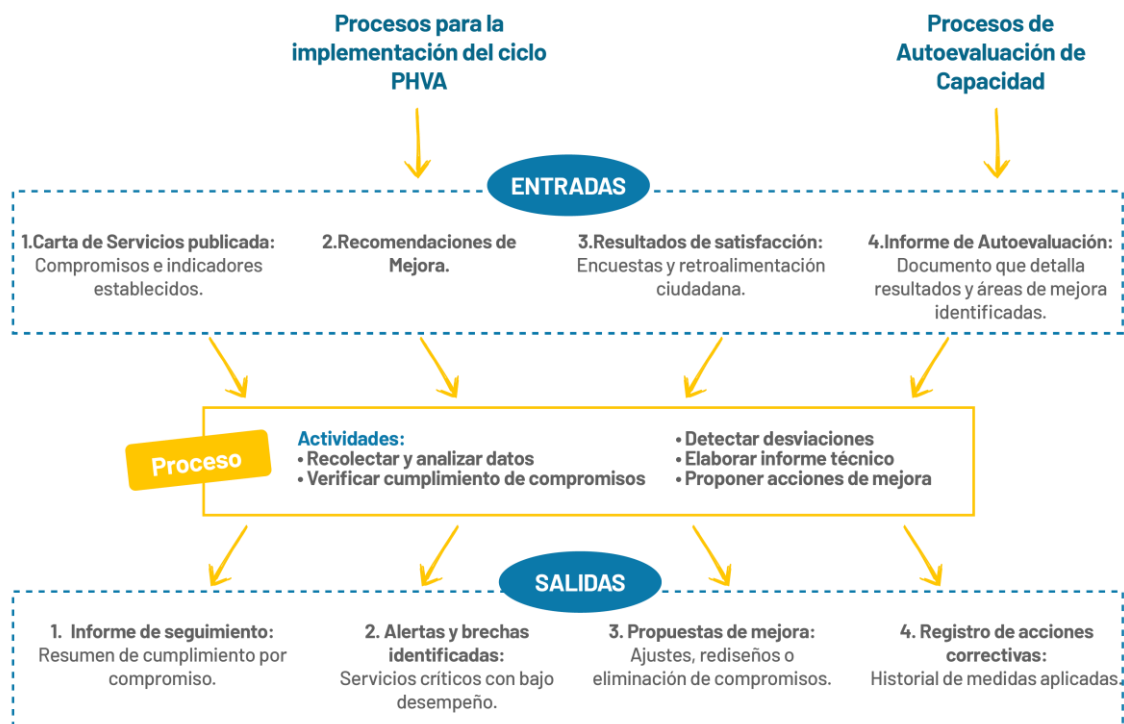 Procesos para la
implementación del ciclo
PHVA
Procesos de
Autoevaluación de
Capacidad
ENTRADAS
1.Carta de Servicios publicada:
Compromisos e indicadores
establecidos.
2.Recomendaciones de
Mejora.
3.Resultados de satisfacción:
Encuestas y retroalimentación
ciudadana.
4.Informe de Autoevaluación:
Documento que detalla
resultados y áreas de mejora
identificadas.
Proceso
Actividades:
• Recolectar y analizar datos
• Verificar cumplimiento de compromisos
• Detectar desviaciones
• Elaborar informe técnico
• Proponer acciones de mejora
SALIDAS
1. Informe de seguimiento:
Resumen de cumplimiento por
compromiso.
2. Alertas y brechas
identificadas:
Servicios críticos con bajo
desempeño.
3. Propuestas de mejora:
Ajustes, rediseños o
eliminación de compromisos.
4. Registro de acciones
correctivas:
Historial de medidas aplicadas.